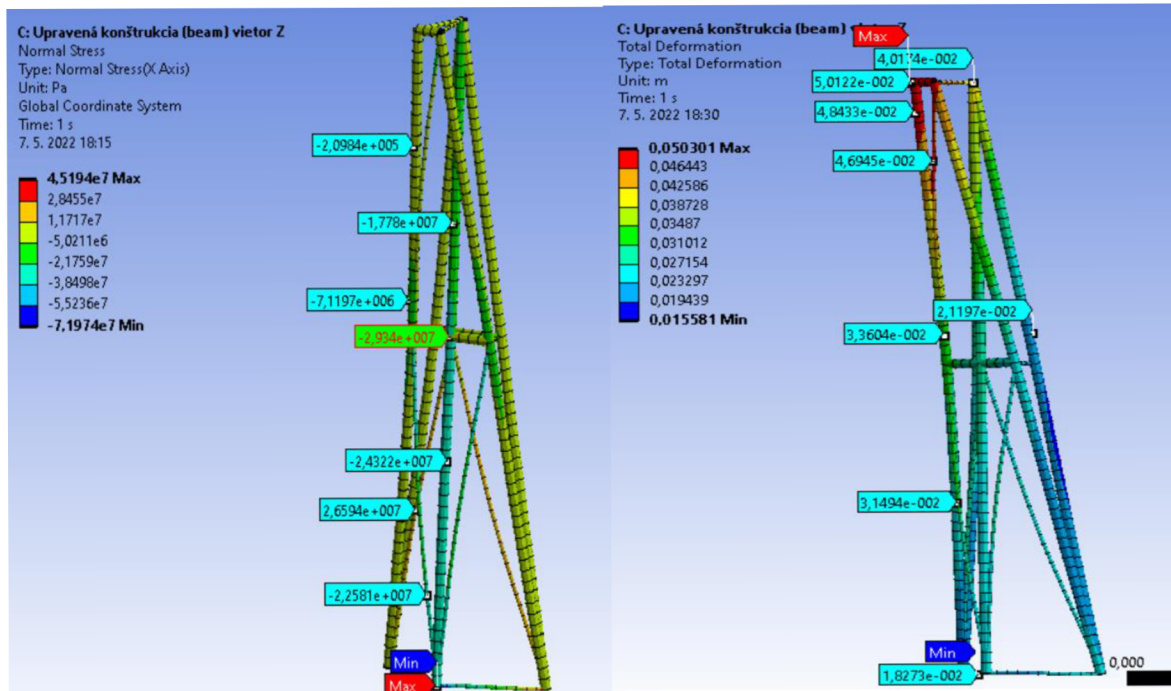 C: Upravená konštrukcia (beam) vietor Z
Normal Stress
Type: Normal Stress(X Axis)
Unit: Pa
Global Coordinate System
Time: 1 s
7. 5. 2022 18:15
4,5194e7 Max
2,8455e7
1,1717e7
-5,0211e6
-2,1759e7
-3,8498e7
-5,5236e7
-7,1974e7 Min
-2,0984e+005
-1,778e+007
-7,1197e+006
-2,934e+007
-2,4322e+007
2,6594e+007
-2,2581e+007
Min
Max
C: Upravená konštrukcia (beam)
Total Deformation
Type: Total Deformation
Unit: m
Time: 1 s
7. 5. 2022 18:30
0,050301 Max
0,046443
0,042586
0,038728
0,03487
0,031012
0,027154
0,023297
0,019439
0,015581 Min
Max
4,0174e-002
5,0122e-002
4,8433e-002
4,6945e-002
2,1197e-002
3,3604e-002
3,1494e-002
Min
1,8273e-002
0,000